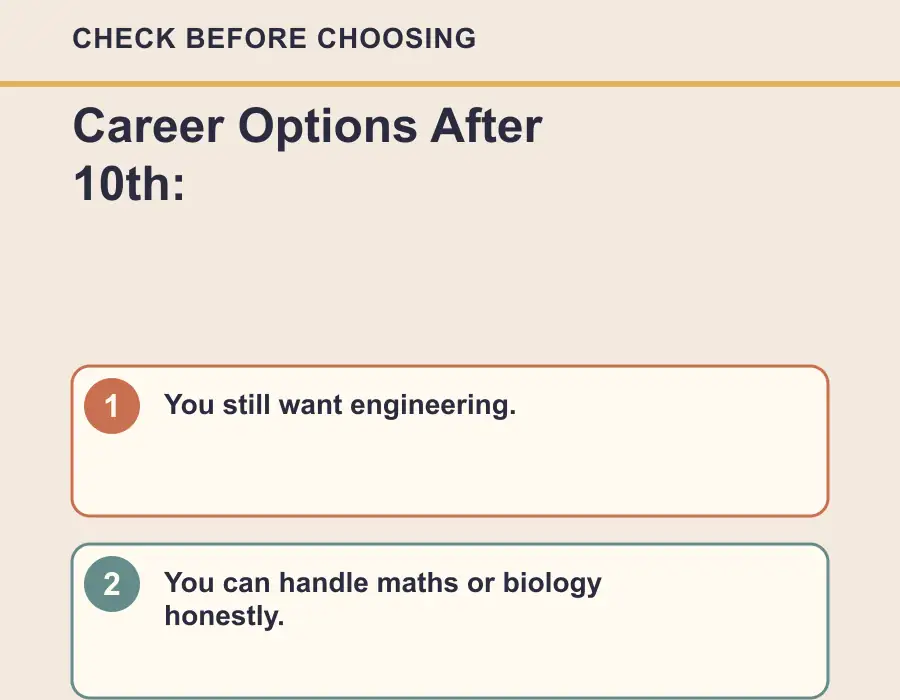 CHECK BEFORE CHOOSING
Career Options After
10th:
1
You still want engineering.
2
You can handle maths or biology
honestly.